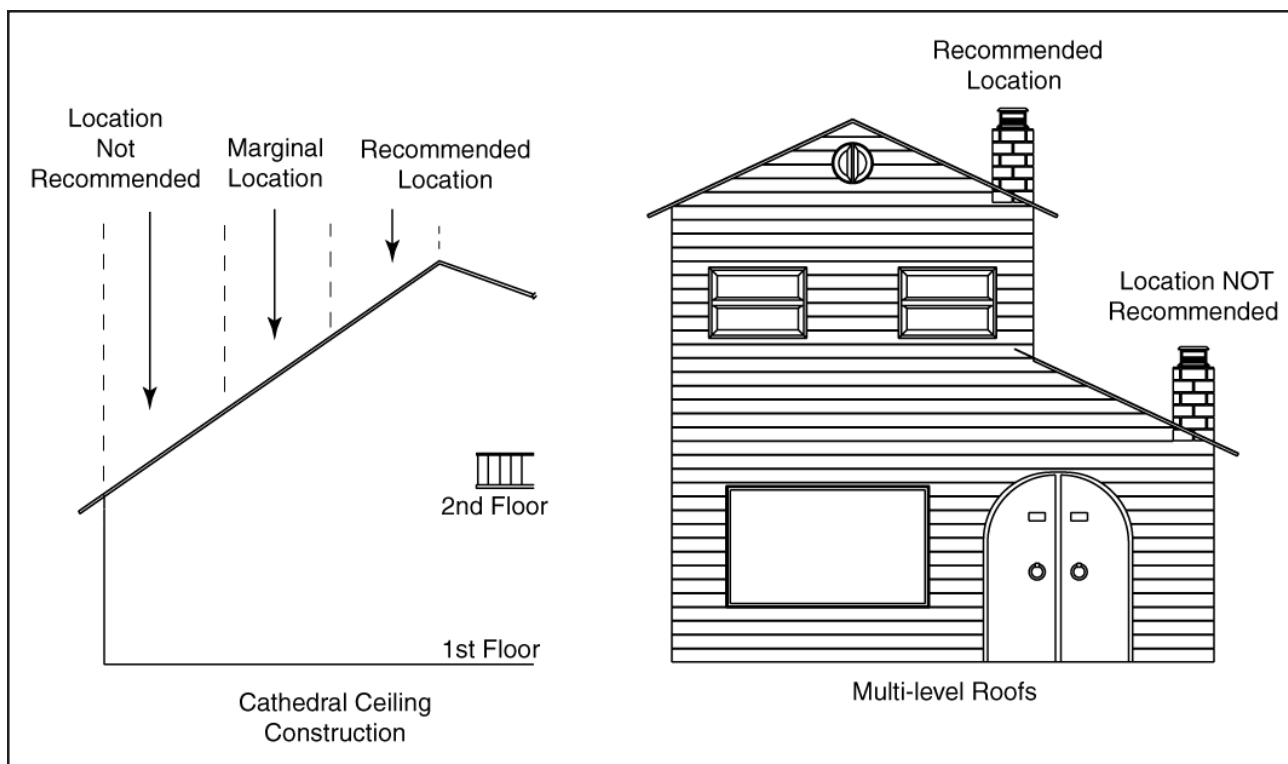 Location
Not
Recommended
Marginal
Location
Recommended
Location
2nd Floor
1st Floor
Cathedral Ceiling
Construction
Recommended
Location
Location NOT
Recommended
Multi-level Roofs